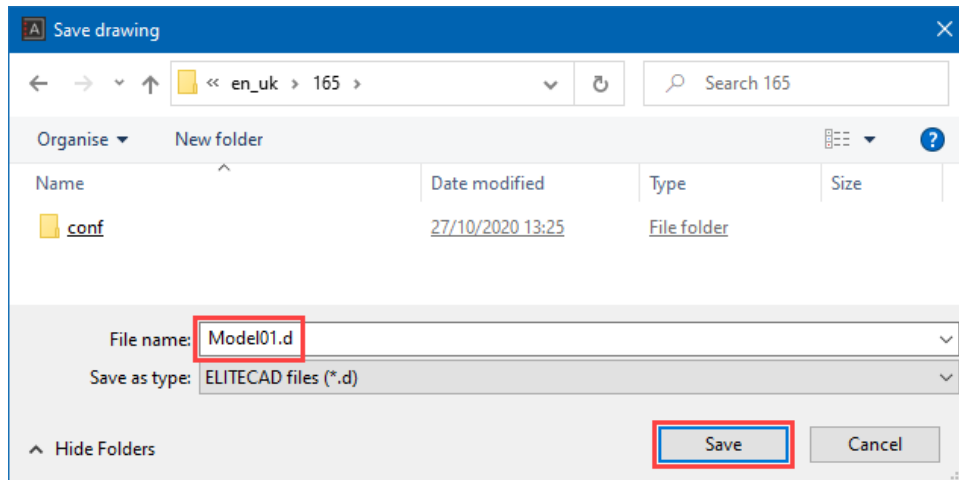 Save drawing
« en_uk > 165 >
Search 165
Organise
New folder
?
Name
Date modified
Type
Size
conf
27/10/2020 13:25
File folder
File name: Model01.d
Save as type: ELITECAD files (*.d)
Hide Folders
Save
Cancel